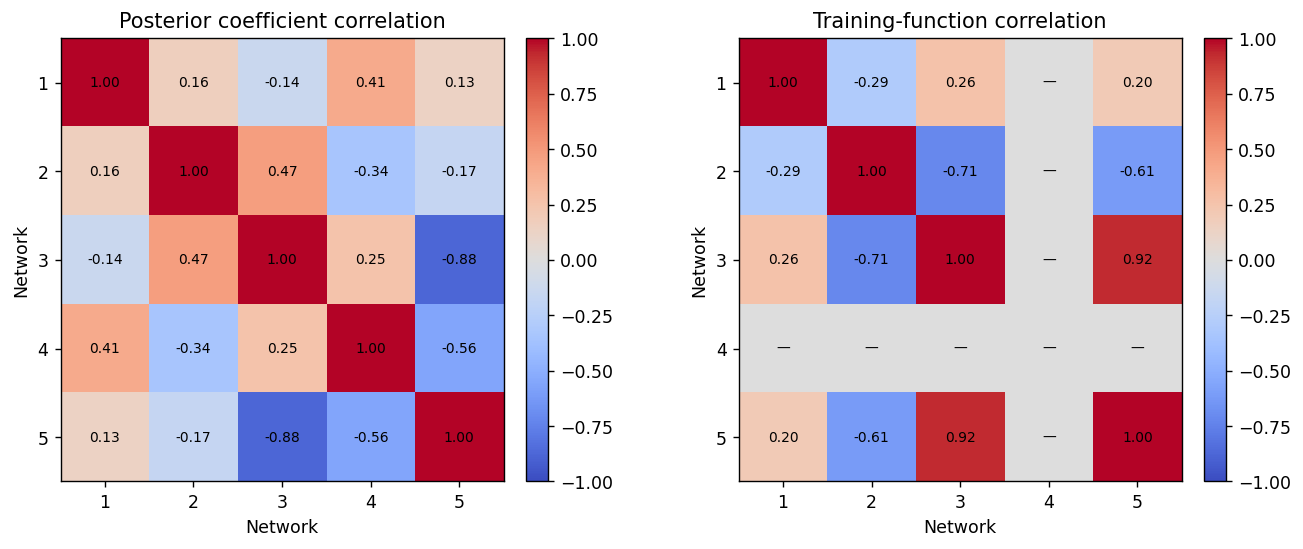 Posterior coefficient correlation
Network
1 1.00 0.16 -0.14 0.41 0.13
2 0.16 1.00 0.47 -0.34 -0.17
3 -0.14 0.47 1.00 0.25 -0.88
4 0.41 -0.34 0.25 1.00 -0.56
5 0.13 -0.17 -0.88 -0.56 1.00
1 2 3 4 5
Network
1.00
0.75
0.50
0.25
0.00
−0.25
−0.50
−0.75
−1.00
Training-function correlation
Network
1 1.00 -0.29 0.26 — 0.20
2 -0.29 1.00 -0.71 — -0.61
3 0.26 -0.71 1.00 — 0.92
4 — — — — —
5 0.20 -0.61 0.92 — 1.00
1 2 3 4 5
Network
1.00
0.75
0.50
0.25
0.00
−0.25
−0.50
−0.75
−1.00